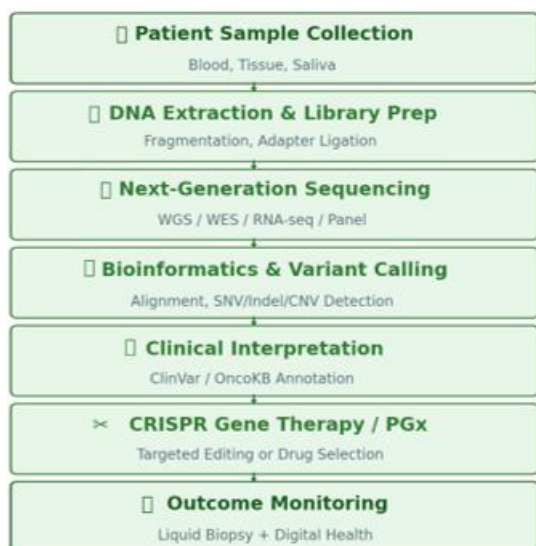 Patient Sample Collection
Blood, Tissue, Saliva
DNA Extraction & Library Prep
Fragmentation, Adapter Ligation
Next-Generation Sequencing
WGS / WES / RNA-seq / Panel
Bioinformatics & Variant Calling
Alignment, SNV/Indel/CNV Detection
Clinical Interpretation
ClinVar / OncoKB Annotation
✂ CRISPR Gene Therapy / PGx
Targeted Editing or Drug Selection
Outcome Monitoring
Liquid Biopsy + Digital Health